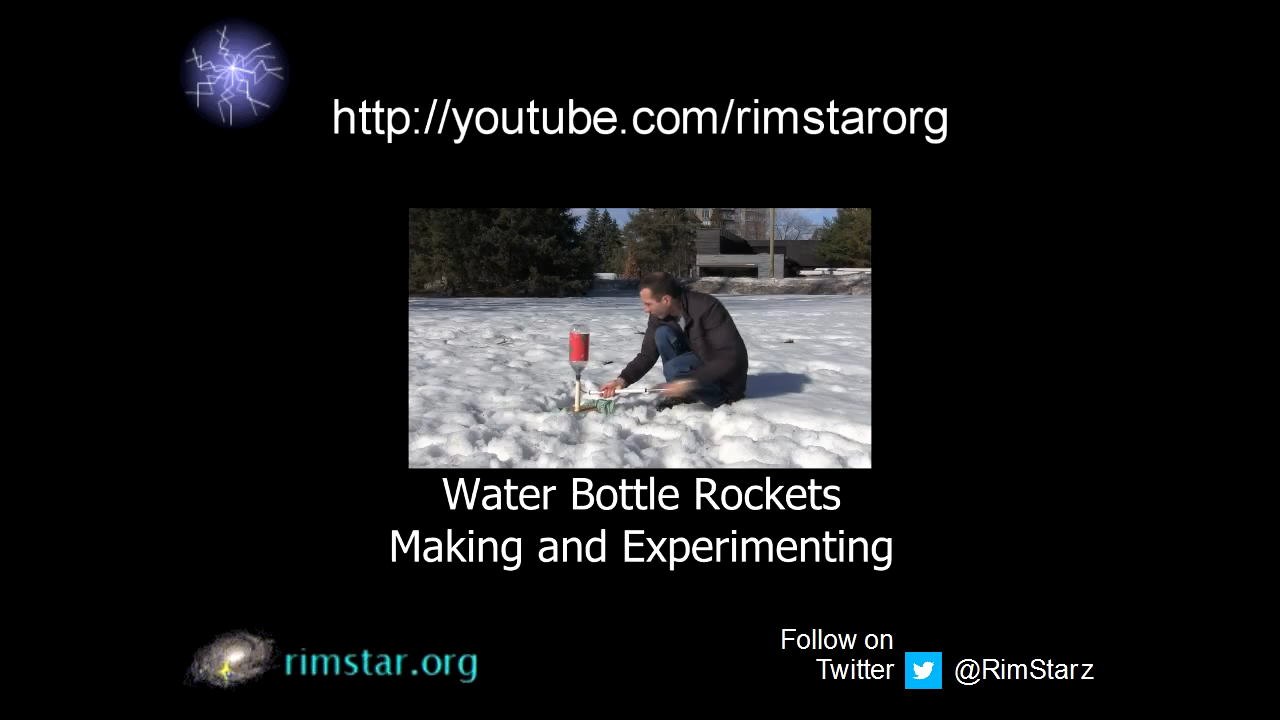 http://youtube.com/rimstarorg
Water Bottle Rockets
Making and Experimenting
rimstar.org
Follow on
Twitter @RimStarz